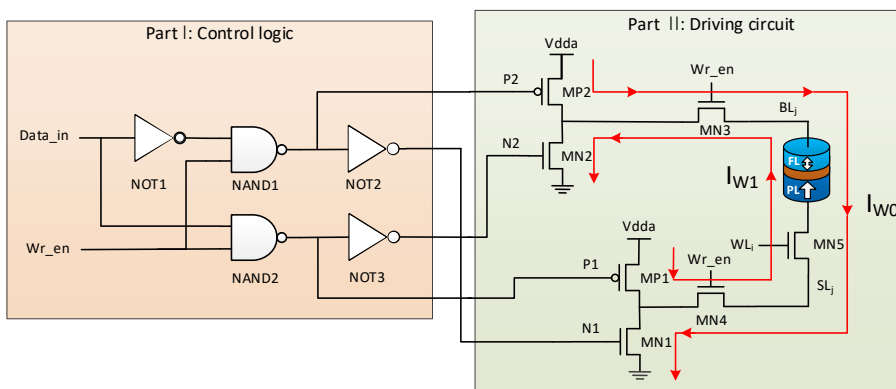 Part Ⅰ: Control logic
Part Ⅱ: Driving circuit
Vdda
P2
MP2
Wr_en
BLj
Data_in
NOT1
NAND1
NOT2
N2
MN2
MN3
FL
PL
IW1
IW0
Wr_en
NAND2
NOT3
Vdda
P1
MP1
Wr_en
WLi
MN5
SLj
MN4
N1
MN1